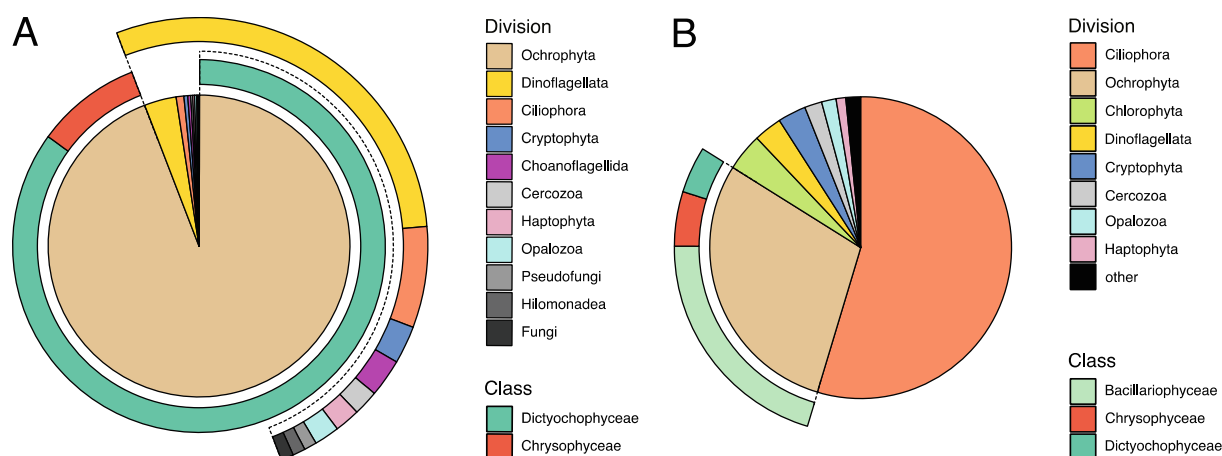 A
Division
Ochrophyta
Dinoflagellata
Ciliophora
Cryptophyta
Choanoflagellida
Cercozoa
Haptophyta
Opalozoa
Pseudofungi
Hilomonadea
Fungi
Class
Dictyochophyceae
Chrysophyceae
B
Division
Ciliophora
Ochrophyta
Chlorophyta
Dinoflagellata
Cryptophyta
Cercozoa
Opalozoa
Haptophyta
other
Class
Bacillariophyceae
Chrysophyceae
Dictyochophyceae